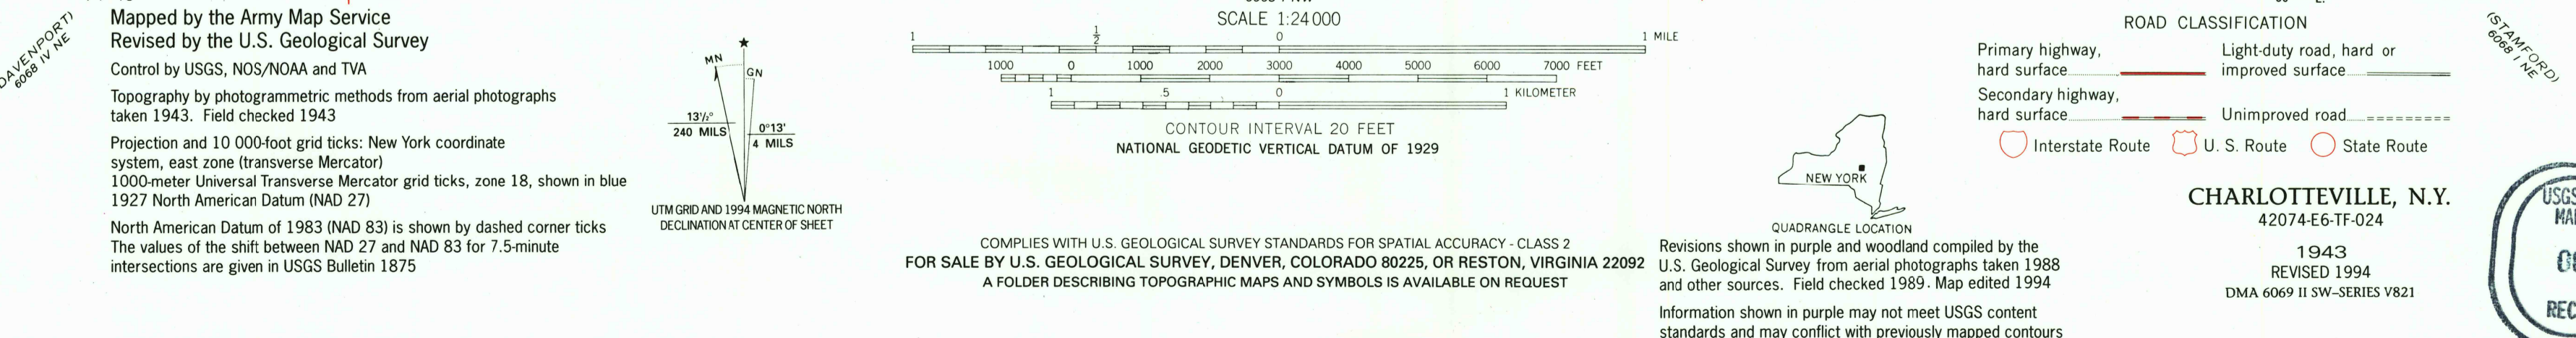 (DAVENPORT)
6068 IV NE
Mapped by the Army Map Service
Revised by the U.S. Geological Survey
Control by USGS, NOS/NOAA and TVA
Topography by photogrammetric methods from aerial photographs
taken 1943. Field checked 1943
Projection and 10 000-foot grid ticks: New York coordinate
system, east zone (transverse Mercator)
1000-meter Universal Transverse Mercator grid ticks, zone 18, shown in blue
1927 North American Datum (NAD 27)
North American Datum of 1983 (NAD 83) is shown by dashed corner ticks
The values of the shift between NAD 27 and NAD 83 for 7.5-minute
intersections are given in USGS Bulletin 1875
MN
GN
13½°
240 MILS
0°13'
4 MILS
UTM GRID AND 1994 MAGNETIC NORTH
DECLINATION AT CENTER OF SHEET
SCALE 1:24 000
1 ½ 0 1 MILE
1000 0 1000 2000 3000 4000 5000 6000 7000 FEET
1 .5 0 1 KILOMETER
CONTOUR INTERVAL 20 FEET
NATIONAL GEODETIC VERTICAL DATUM OF 1929
COMPLIES WITH U.S. GEOLOGICAL SURVEY STANDARDS FOR SPATIAL ACCURACY - CLASS 2
FOR SALE BY U.S. GEOLOGICAL SURVEY, DENVER, COLORADO 80225, OR RESTON, VIRGINIA 22092
A FOLDER DESCRIBING TOPOGRAPHIC MAPS AND SYMBOLS IS AVAILABLE ON REQUEST
NEW YORK
QUADRANGLE LOCATION
Revisions shown in purple and woodland compiled by the
U.S. Geological Survey from aerial photographs taken 1988
and other sources. Field checked 1989. Map edited 1994
Information shown in purple may not meet USGS content
standards and may conflict with previously mapped contours
ROAD CLASSIFICATION
Primary highway,
hard surface
Light-duty road, hard or
improved surface
Secondary highway,
hard surface
Unimproved road
Interstate Route
U. S. Route
State Route
(STAMFORD)
6068 I NE
CHARLOTTEVILLE, N.Y.
42074-E6-TF-024
1943
REVISED 1994
DMA 6069 II SW–SERIES V821
USGS
REC